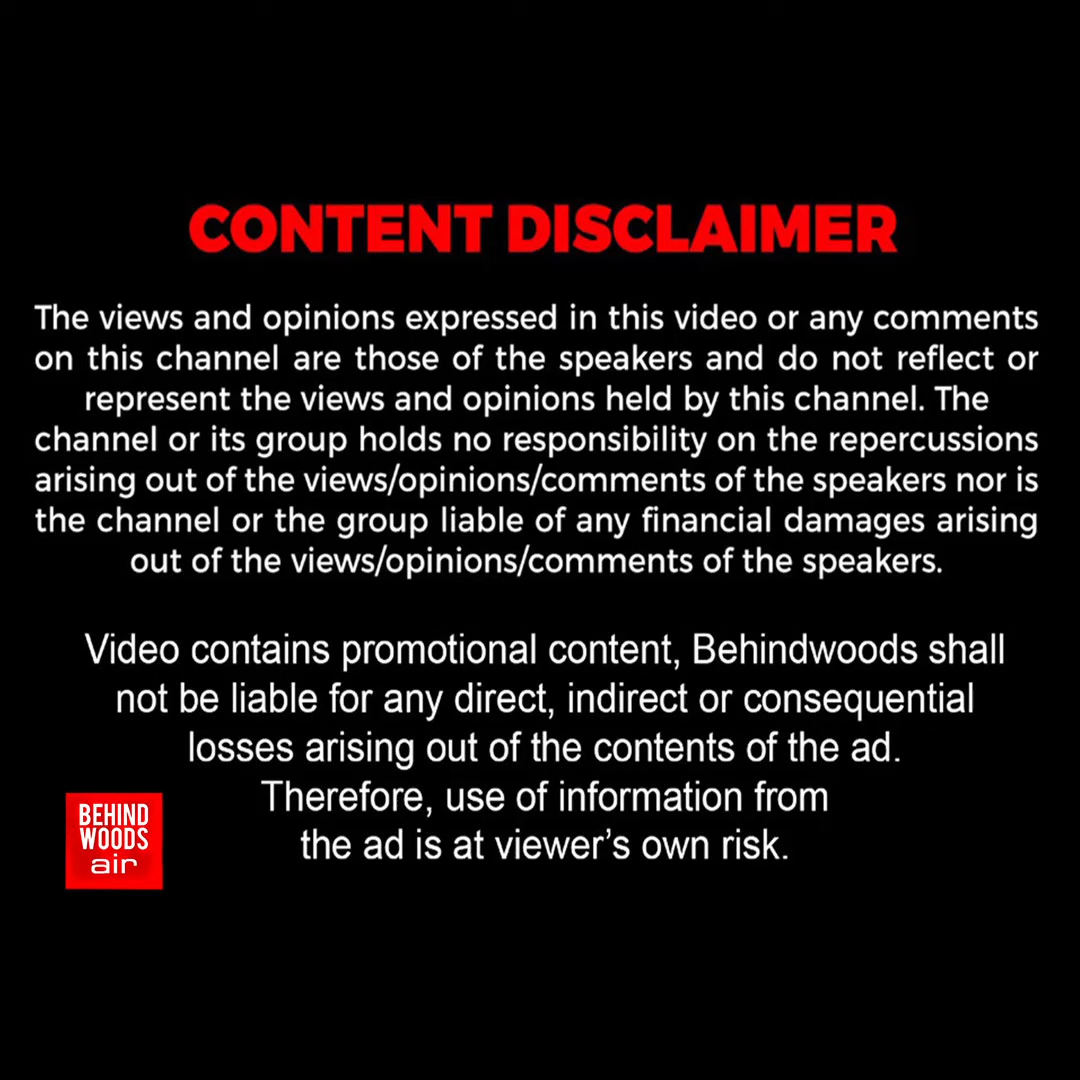 CONTENT DISCLAIMER
The views and opinions expressed in this video or any comments
on this channel are those of the speakers and do not reflect or
represent the views and opinions held by this channel. The
channel or its group holds no responsibility on the repercussions
arising out of the views/opinions/comments of the speakers nor is
the channel or the group liable of any financial damages arising
out of the views/opinions/comments of the speakers.
Video contains promotional content, Behindwoods shall
not be liable for any direct, indirect or consequential
losses arising out of the contents of the ad.
Therefore, use of information from
the ad is at viewer’s own risk.
BEHIND
WOODS
air